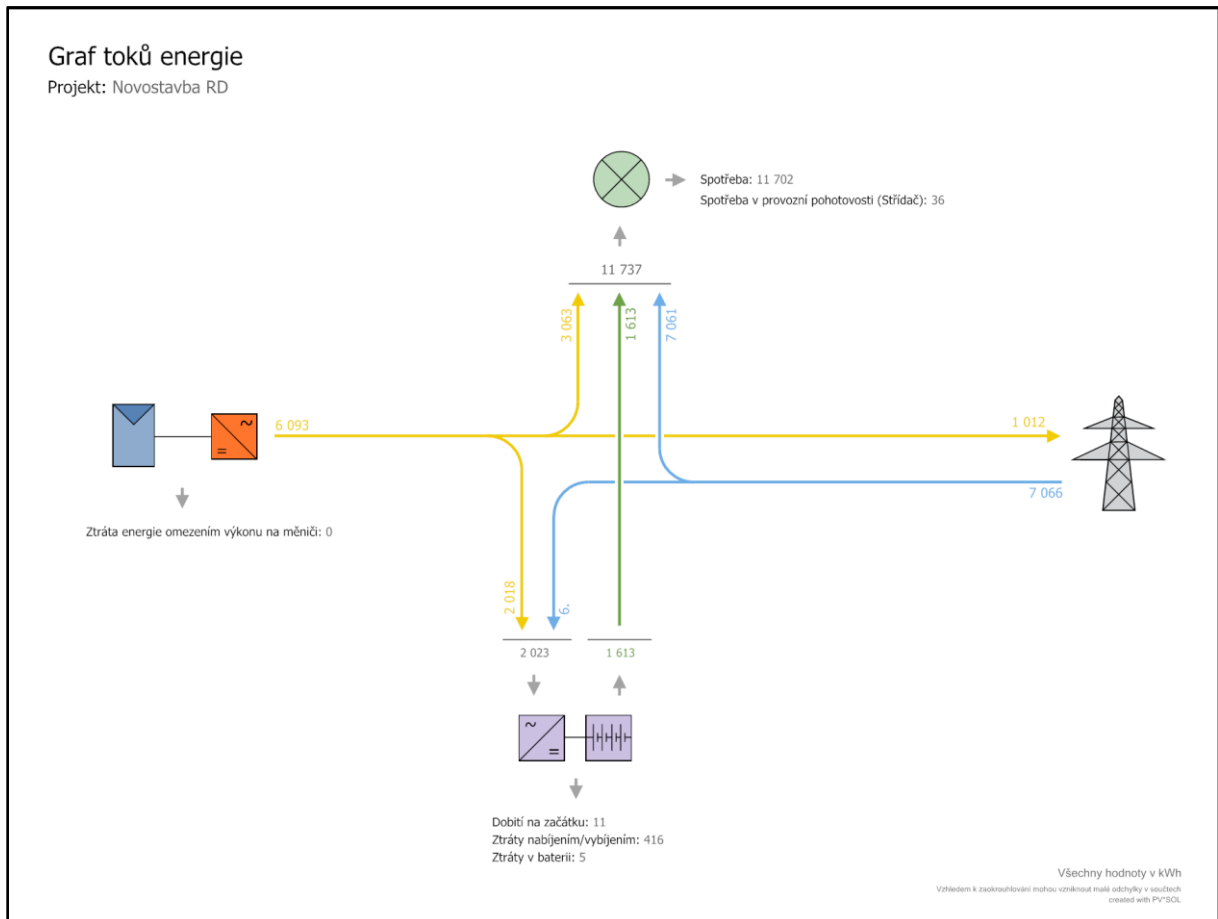 Graf toků energie
Projekt: Novostavba RD
Spotřeba: 11 702
Spotřeba v provozní pohotovosti (Střídač): 36
11 737
3 063
1 613
7 061
6 093
1 012
7 066
Ztráta energie omezením výkonu na měniči: 0
2 018
6.
2 023
1 613
~
=
~
=
Dobití na začátku: 11
Ztráty nabíjením/vybíjením: 416
Ztráty v baterii: 5
Všechny hodnoty v kWh
Vzhledem k zaokrouhlování mohou vzniknout malé odchylky v součtech
created with PV*SOL